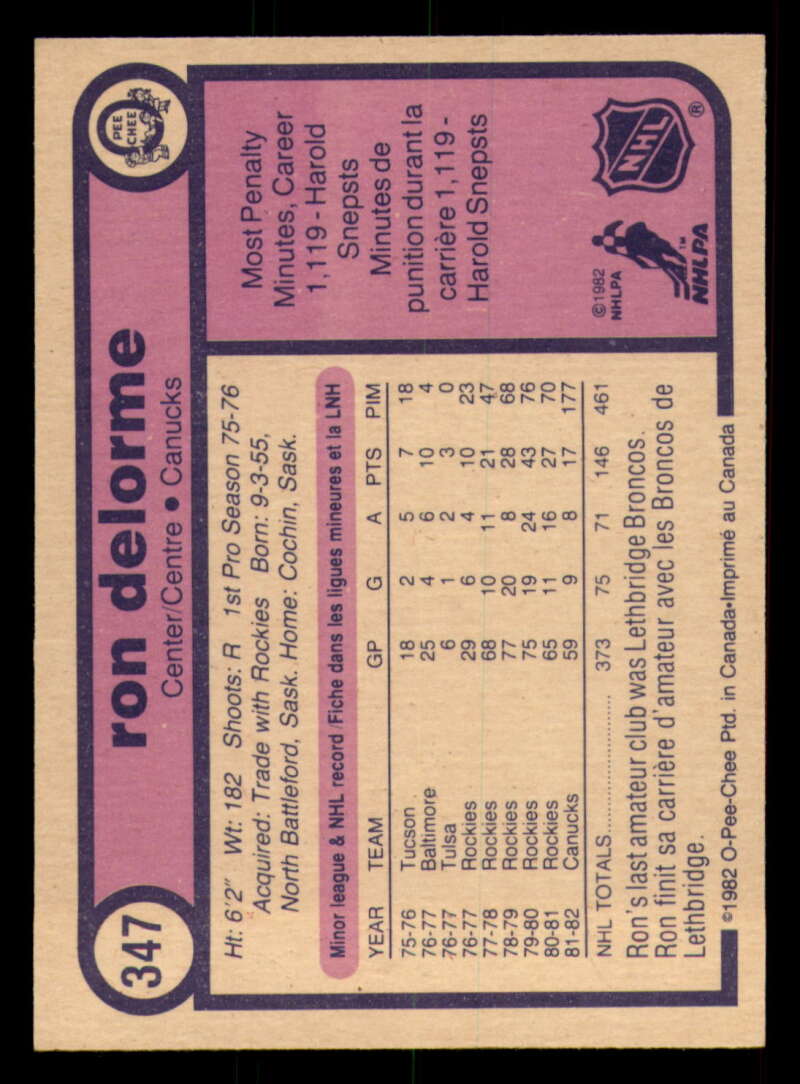 347
ron delorme
Center/Centre • Canucks
O
PEE
CHEE
Ht: 6'2" Wt: 182 Shoots: R 1st Pro Season 75-76
Acquired: Trade with Rockies Born: 9-3-55,
North Battleford, Sask. Home: Cochin, Sask.
Minor league & NHL record/Fiche dans les ligues mineures et la LNH
YEAR TEAM GP G A PTS PIM
75-76 Tucson 18 2 5 7 18
76-77 Baltimore 25 4 6 10 4
76-77 Tulsa 6 1 2 3 0
76-77 Rockies 29 6 4 10 23
77-78 Rockies 68 10 11 21 47
78-79 Rockies 77 20 8 28 68
79-80 Rockies 75 19 24 43 76
80-81 Rockies 65 11 16 27 70
81-82 Canucks 59 9 8 17 177
NHL TOTALS.................... 373 75 71 146 461
Ron's last amateur club was Lethbridge Broncos.
Ron finit sa carrière d'amateur avec les Broncos de
Lethbridge.
©1982 O-Pee-Chee Ptd. in Canada•Imprimé au Canada
Most Penalty
Minutes, Career
1,119 - Harold
Snepsts
Minutes de
punition durant la
carrière 1,119 -
Harold Snepsts
©1982
NHLPA
NHLPA™
NHL®